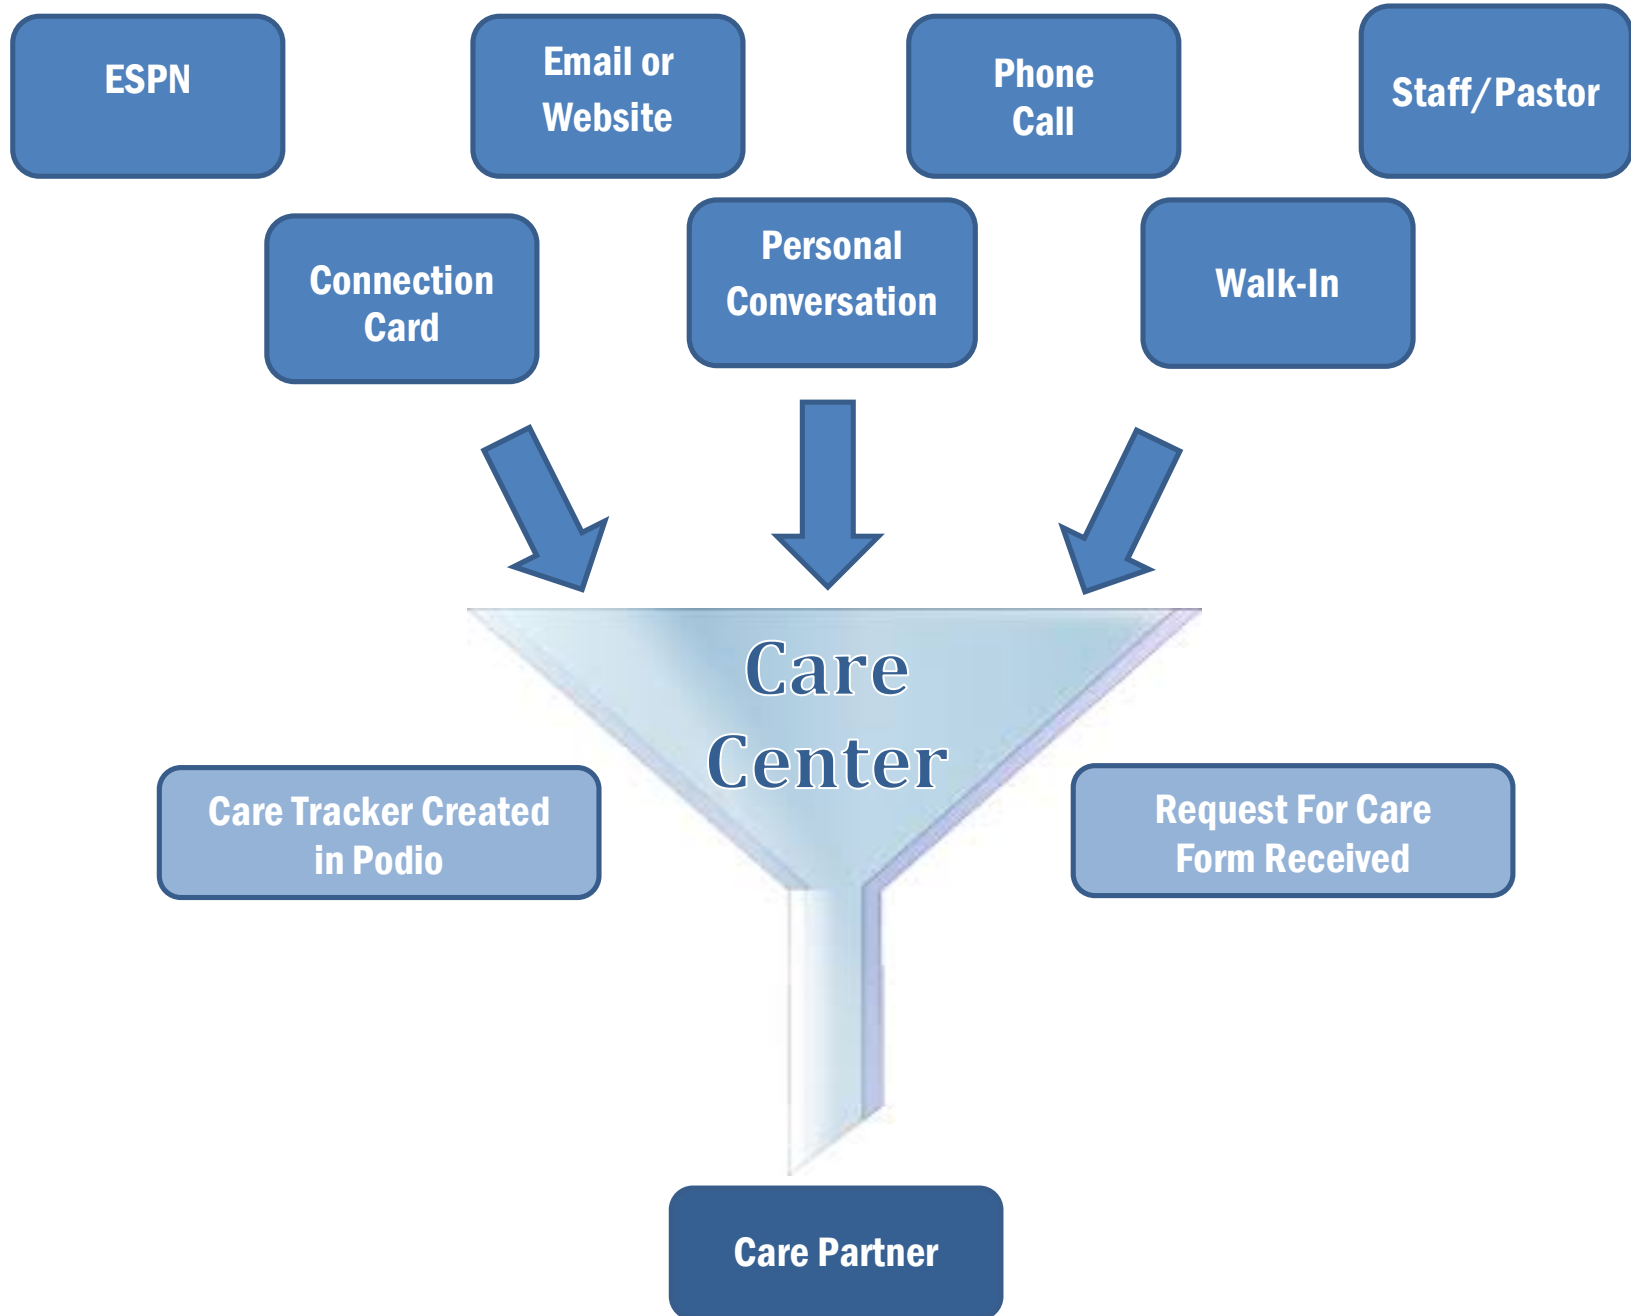 ESPN
Email or
Website
Phone
Call
Staff/Pastor
Connection
Card
Personal
Conversation
Walk-In
Care
Center
Care Tracker Created
in Podio
Request For Care
Form Received
Care Partner